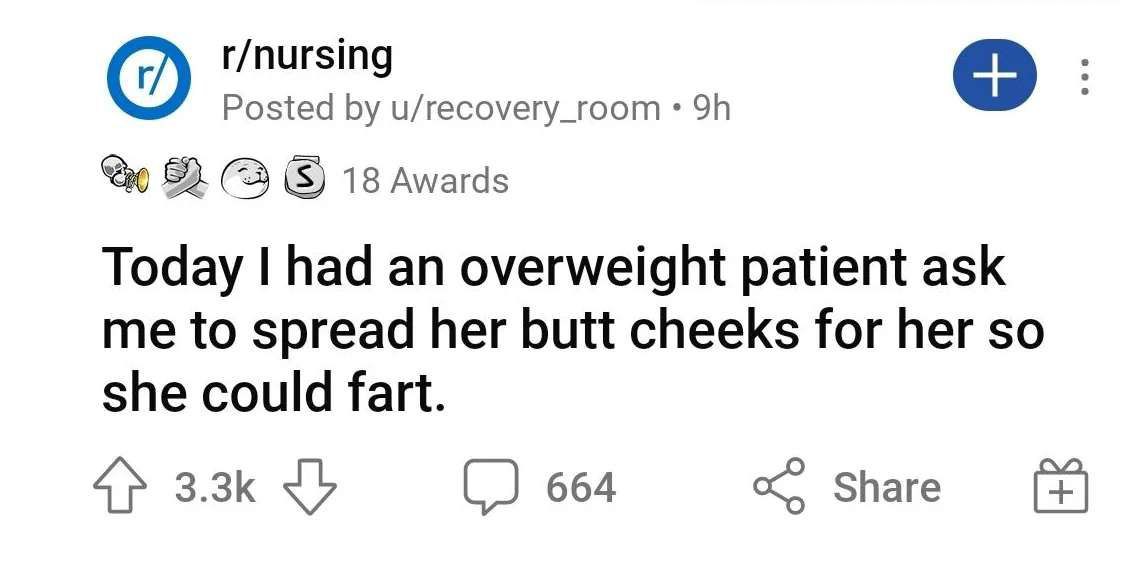 r/nursing
Posted by u/recovery_room • 9h
18 Awards
Today I had an overweight patient ask
me to spread her butt cheeks for her so
she could fart.
3.3k 664 Share